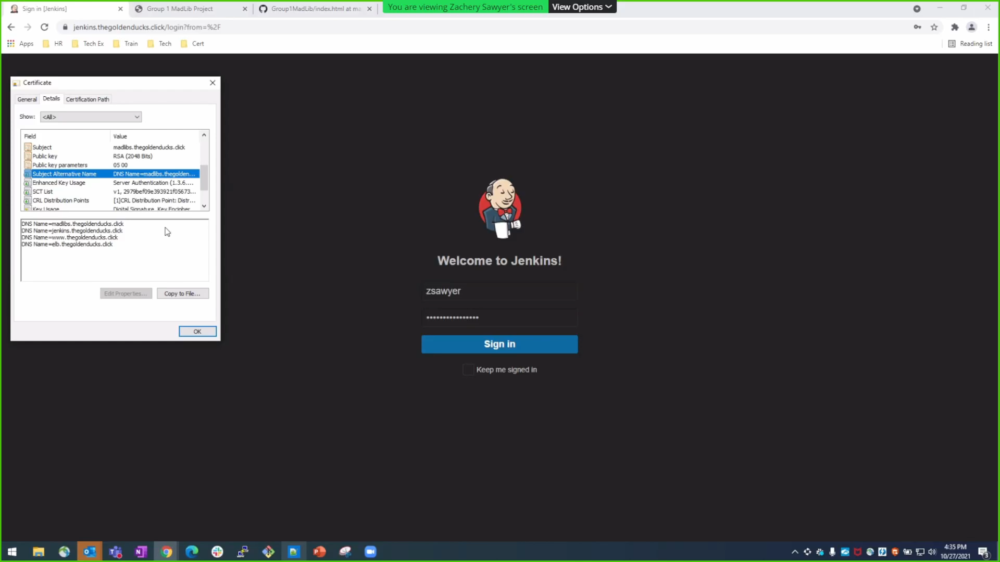 Sign in [Jenkins]
Group 1 MadLib Project
Group1MadLib/index.html at ma
You are viewing Zachery Sawyer's screen
View Options
jenkins.thegoldenducks.click/login?from=%2F
Apps
HR
Tech Ex
Train
Tech
Cert
Reading list
Certificate
General
Details
Certification Path
Show:
<All>
Field Value
Subject madlibs.thegoldenducks.click
Public key RSA (2048 Bits)
Public key parameters 05 00
Subject Alternative Name DNS Name=madlibs.thegolden...
Enhanced Key Usage Server Authentication (1.3.6....
SCT List v1, 2979bef09e393921f05673...
CRL Distribution Points [1]CRL Distribution Point: Distr...
Key Usage Digital Signature, Key Encipher
DNS Name=madlibs.thegoldenducks.click
DNS Name=jenkins.thegoldenducks.click
DNS Name=www.thegoldenducks.click
DNS Name=elb.thegoldenducks.click
Edit Properties...
Copy to File...
OK
Welcome to Jenkins!
zsawyer
••••••••••••••••
Sign in
Keep me signed in
4:35 PM
10/27/2021
3